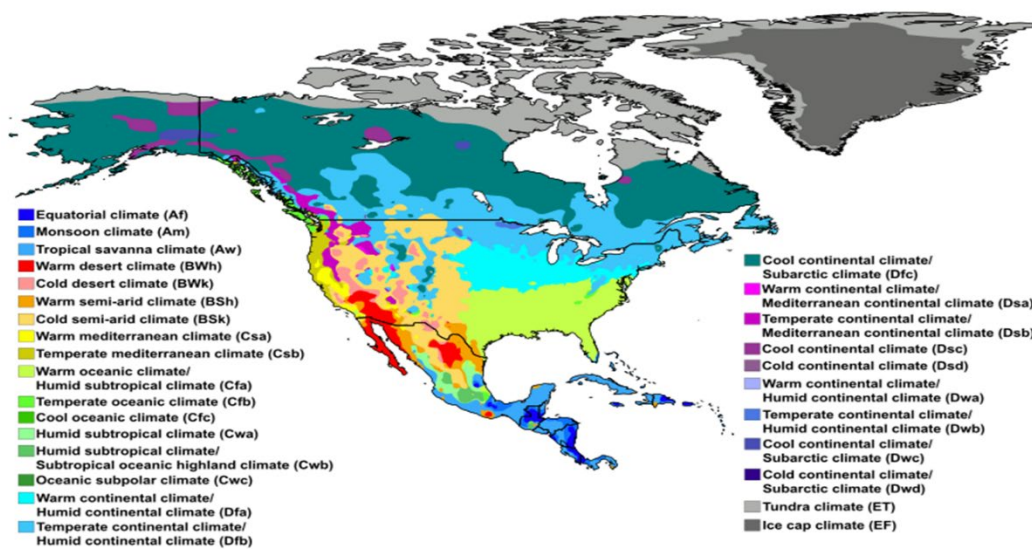 Equatorial climate (Af)
Monsoon climate (Am)
Tropical savanna climate (Aw)
Warm desert climate (BWh)
Cold desert climate (BWk)
Warm semi-arid climate (BSh)
Cold semi-arid climate (BSk)
Warm mediterranean climate (Csa)
Temperate mediterranean climate (Csb)
Warm oceanic climate/
Humid subtropical climate (Cfa)
Temperate oceanic climate (Cfb)
Cool oceanic climate (Cfc)
Humid subtropical climate (Cwa)
Humid subtropical climate/
Subtropical oceanic highland climate (Cwb)
Oceanic subpolar climate (Cwc)
Warm continental climate/
Humid continental climate (Dfa)
Temperate continental climate/
Humid continental climate (Dfb)
Cool continental climate/
Subarctic climate (Dfc)
Warm continental climate/
Mediterranean continental climate (Dsa)
Temperate continental climate/
Mediterranean continental climate (Dsb)
Cool continental climate (Dsc)
Cold continental climate (Dsd)
Warm continental climate/
Humid continental climate (Dwa)
Temperate continental climate/
Humid continental climate (Dwb)
Cool continental climate/
Subarctic climate (Dwc)
Cold continental climate/
Subarctic climate (Dwd)
Tundra climate (ET)
Ice cap climate (EF)